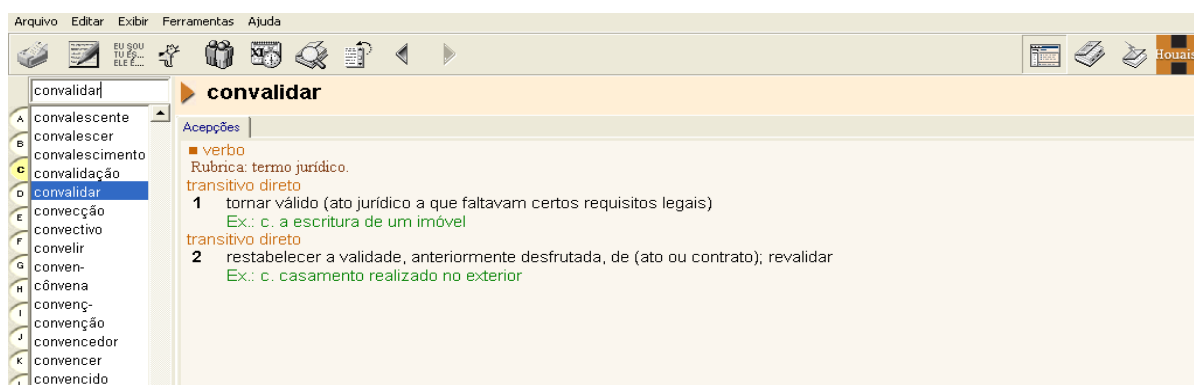 Arquivo Editar Exibir Ferramentas Ajuda
EU SOU
TU ÉS...
ELE É....
Houais
convalidar
convalidar
Acepções
A
B
C
D
E
F
G
H
I
J
K
convalescente
convalescer
convalescimento
convalidação
convalidar
convecção
convectivo
convelir
conven-
cônvena
convenç-
convenção
convencedor
convencer
convencido
verbo
Rubrica: termo jurídico.
transitivo direto
1 tornar válido (ato jurídico a que faltavam certos requisitos legais)
Ex.: c. a escritura de um imóvel
transitivo direto
2 restabelecer a validade, anteriormente desfrutada, de (ato ou contrato); revalidar
Ex.: c. casamento realizado no exterior